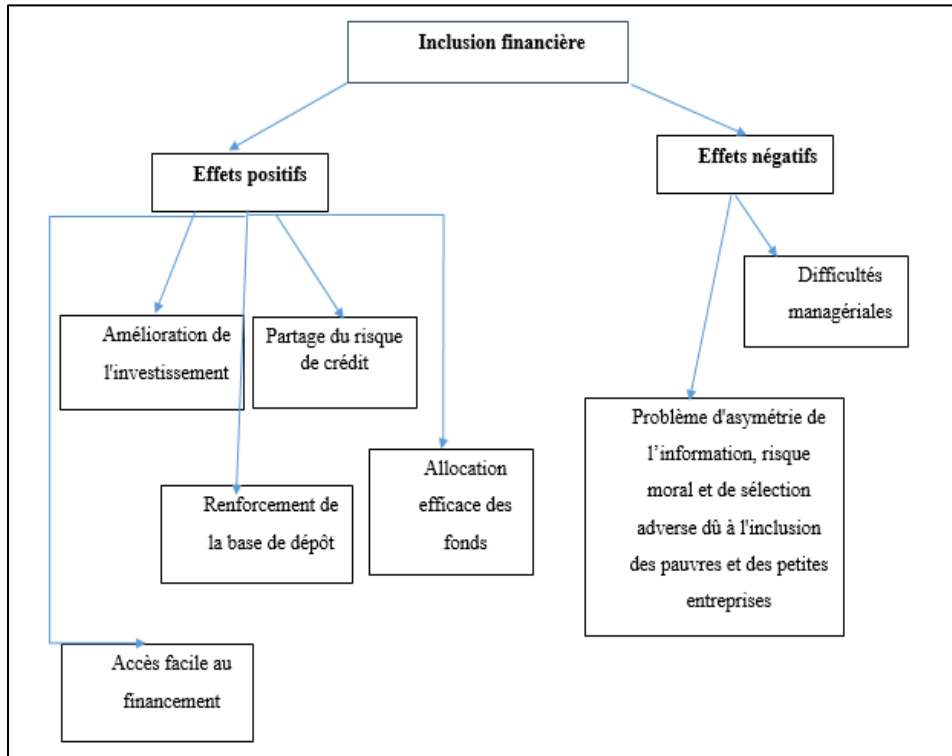 Inclusion financière
Effets positifs
Effets négatifs
Difficultés
managériales
Amélioration de
l'investissement
Partage du risque
de crédit
Problème d'asymétrie de
l’information, risque
moral et de sélection
adverse dû à l'inclusion
des pauvres et des petites
entreprises
Allocation
efficace des
fonds
Renforcement de
la base de dépôt
Accès facile au
financement